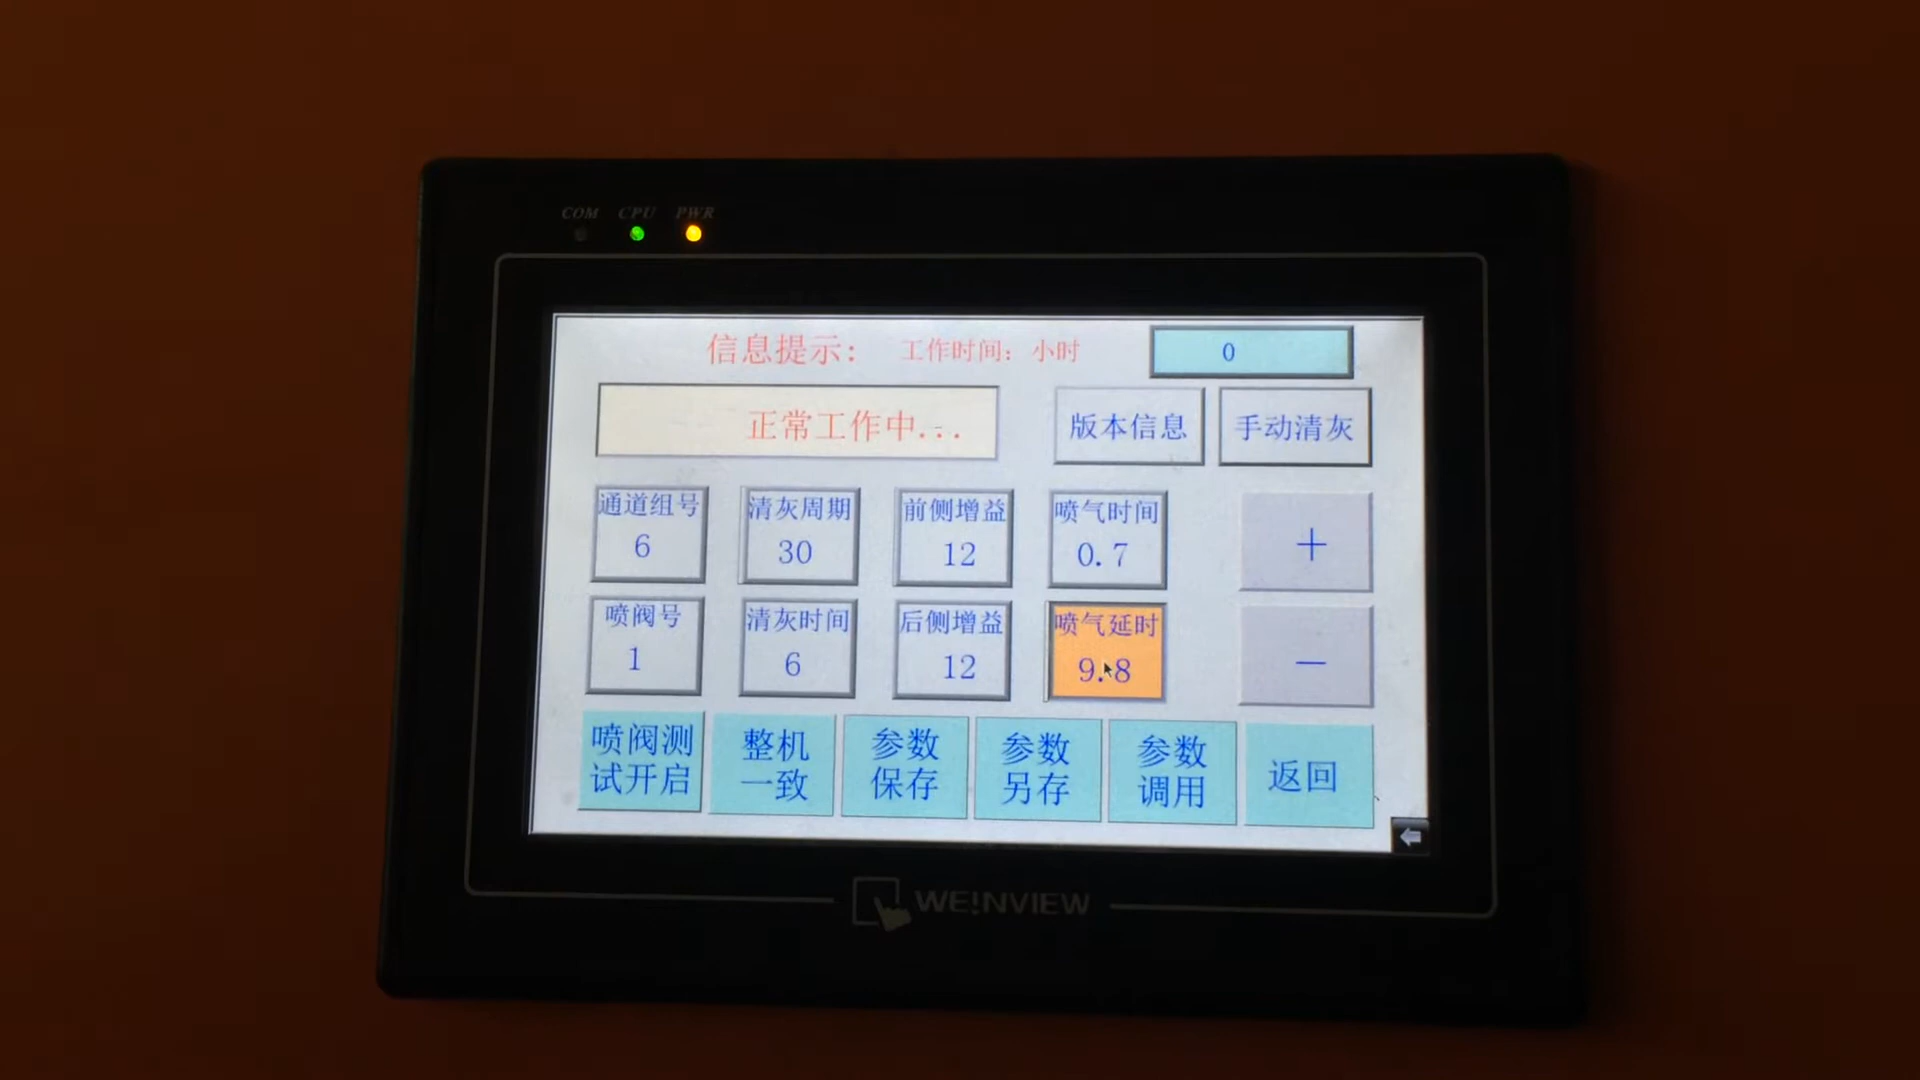 COM CPU PWR
信息提示: 工作时间: 小时 0
正常工作中... 版本信息 手动清灰
通道组号 清灰周期 前侧增益 喷气时间 +
6 30 12 0.7
喷阀号 清灰时间 后侧增益 喷气延时 −
1 6 12 9.8
喷阀测 整机 参数 参数 参数 返回
试开启 一致 保存 另存 调用
WE!NVIEW